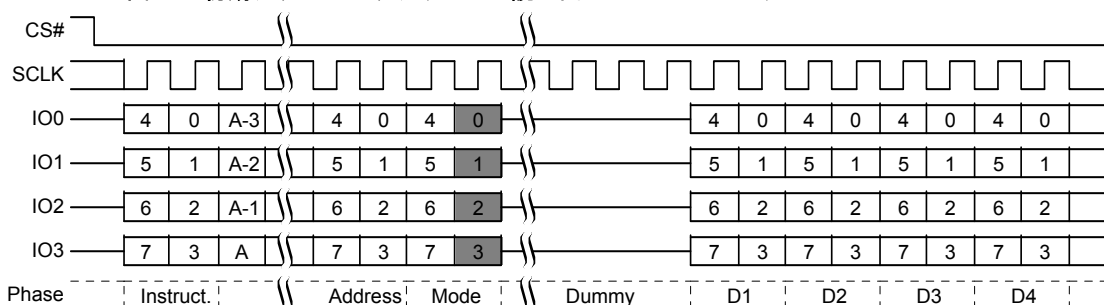 CS#
SCLK
IO0 4 0 A-3 4 0 4 0 4 0 4 0 4 0 4 0
IO1 5 1 A-2 5 1 5 1 5 1 5 1 5 1 5 1
IO2 6 2 A-1 6 2 6 2 6 2 6 2 6 2 6 2
IO3 7 3 A 7 3 7 3 7 3 7 3 7 3 7 3
Phase Instruct. Address Mode Dummy D1 D2 D3 D4